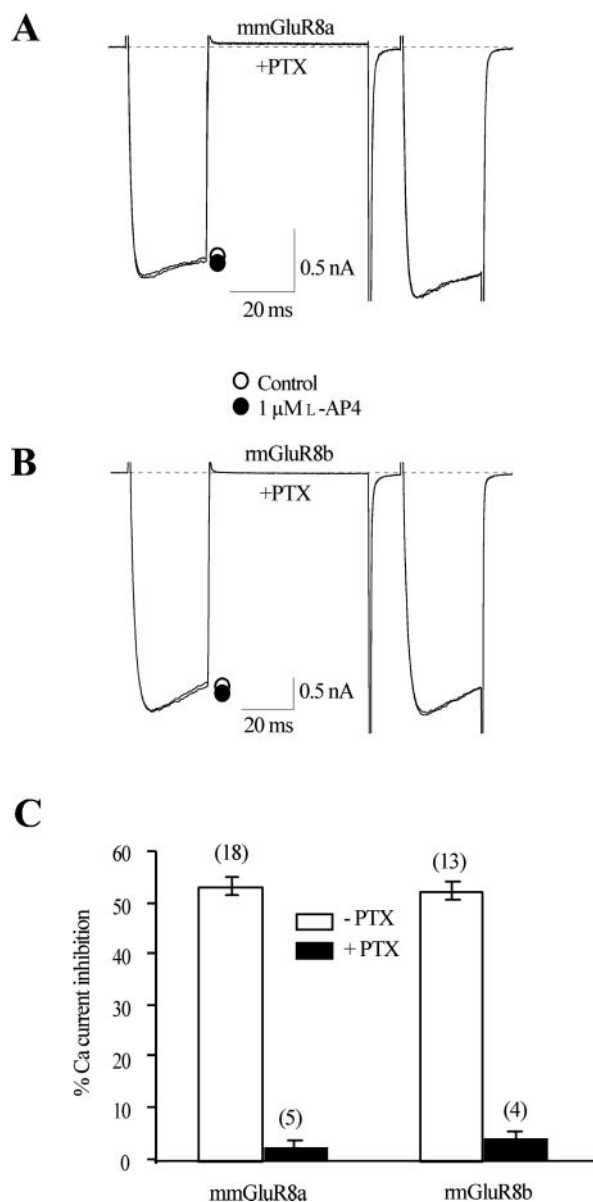 A
mmGluR8a
+PTX
0.5 nA
20 ms
Control
1 µM L-AP4
B
rmGluR8b
+PTX
0.5 nA
20 ms
C
% Ca current inhibition
60
50
40
30
20
10
0
(18)
(13)
- PTX
+ PTX
(5)
(4)
mmGluR8a
rmGluR8b